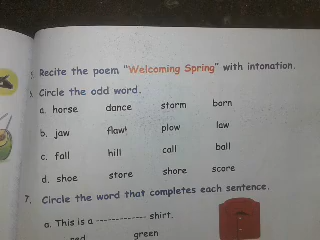 Recite the poem "Welcoming Spring" with intonation.
Circle the odd word.
a. horse dance storm born
b. jaw flaw plow law
c. fall hill call ball
d. shoe store shore score
7. Circle the word that completes each sentence.
a. This is a -------------- shirt.
red green